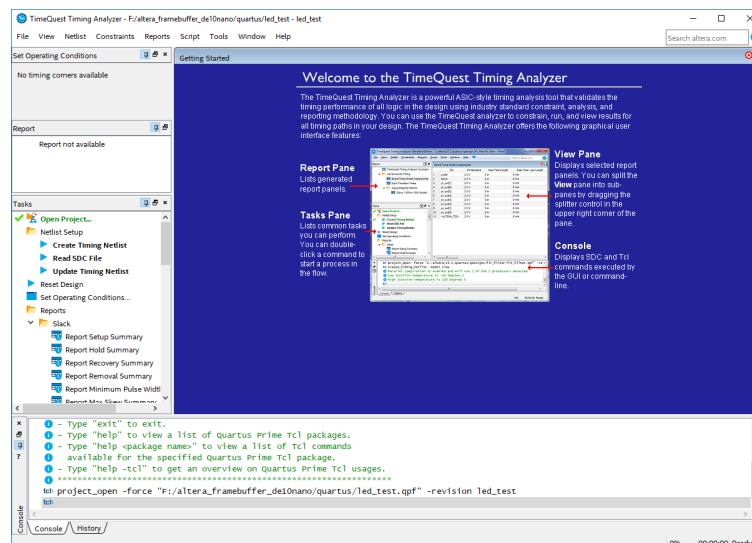 TimeQuest Timing Analyzer - F:/altera_framebuffer_de10nano/quartus/led_test - led_test
File View Netlist Constraints Reports Script Tools Window Help
Search altera.com
Set Operating Conditions
No timing corners available
Report
Report not available
Tasks
Open Project...
Netlist Setup
Create Timing Netlist
Read SDC File
Update Timing Netlist
Reset Design
Set Operating Conditions...
Reports
Slack
Report Setup Summary
Report Hold Summary
Report Recovery Summary
Report Removal Summary
Report Minimum Pulse Widtl
Report Max Skew Summary
Getting Started
Welcome to the TimeQuest Timing Analyzer
The TimeQuest Timing Analyzer is a powerful ASIC-style timing analysis tool that validates the
timing performance of all logic in the design using industry standard constraint, analysis, and
reporting methodology. You can use the TimeQuest analyzer to constrain, run, and view results for
all timing paths in your design. The TimeQuest Timing Analyzer offers the following graphical user
interface features:
Report Pane
Lists generated
report panels.
Tasks Pane
Lists common tasks
you can perform.
You can double-
click a command to
start a process in
the flow.
View Pane
Displays selected report
panels. You can split the
View pane into sub-
panes by dragging the
splitter control in the
upper right corner of the
pane.
Console
Displays SDC and Tcl
commands executed by
the GUI or command-
line.
- Type "exit" to exit.
- Type "help" to view a list of Quartus Prime Tcl packages.
- Type "help <package name>" to view a list of Tcl commands
available for the specified Quartus Prime Tcl package.
- Type "help -tcl" to get an overview on Quartus Prime Tcl usages.
tcl> project_open -force "F:/altera_framebuffer_de10nano/quartus/led_test.qpf" -revision led_test
tcl>
Console
Console History
0% 00:00:00 Ready